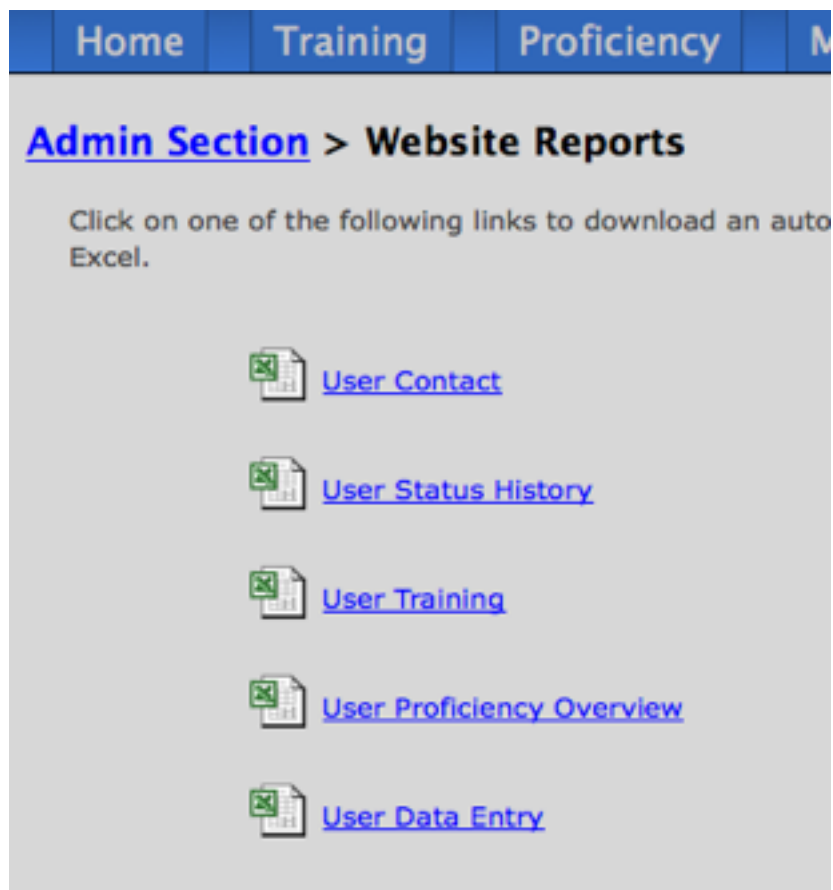 Home Training Proficiency
Admin Section > Website Reports
Click on one of the following links to download an
Excel.
User Contact
User Status History
User Training
User Proficiency Overview
User Data Entry